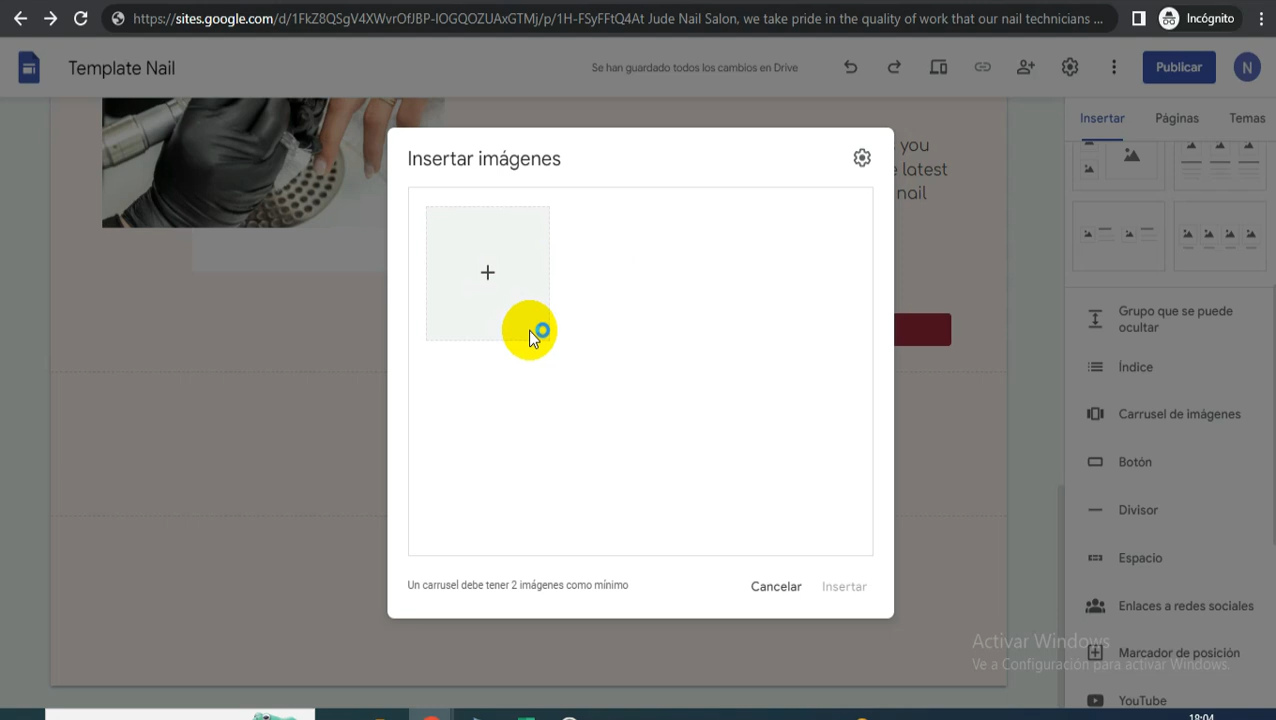 https://sites.google.com/d/1FkZ8QSgV4XWvrOfJBP-IOGQOZUAxGTMj/p/1H-FSyFFtQ4At Jude Nail Salon, we take pride in the quality of work that our nail technicians ...
Incógnito
Template Nail
Se han guardado todos los cambios en Drive
Publicar
N
Insertar
Páginas
Temas
Insertar imágenes
you
latest
nail
+
Grupo que se puede
ocultar
Índice
Carrusel de imágenes
Botón
Divisor
Espacio
Un carrusel debe tener 2 imágenes como mínimo
Cancelar
Insertar
Enlaces a redes sociales
Activar Windows
Ve a Configuración para activar Windows.
Marcador de posición
YouTube
18:04